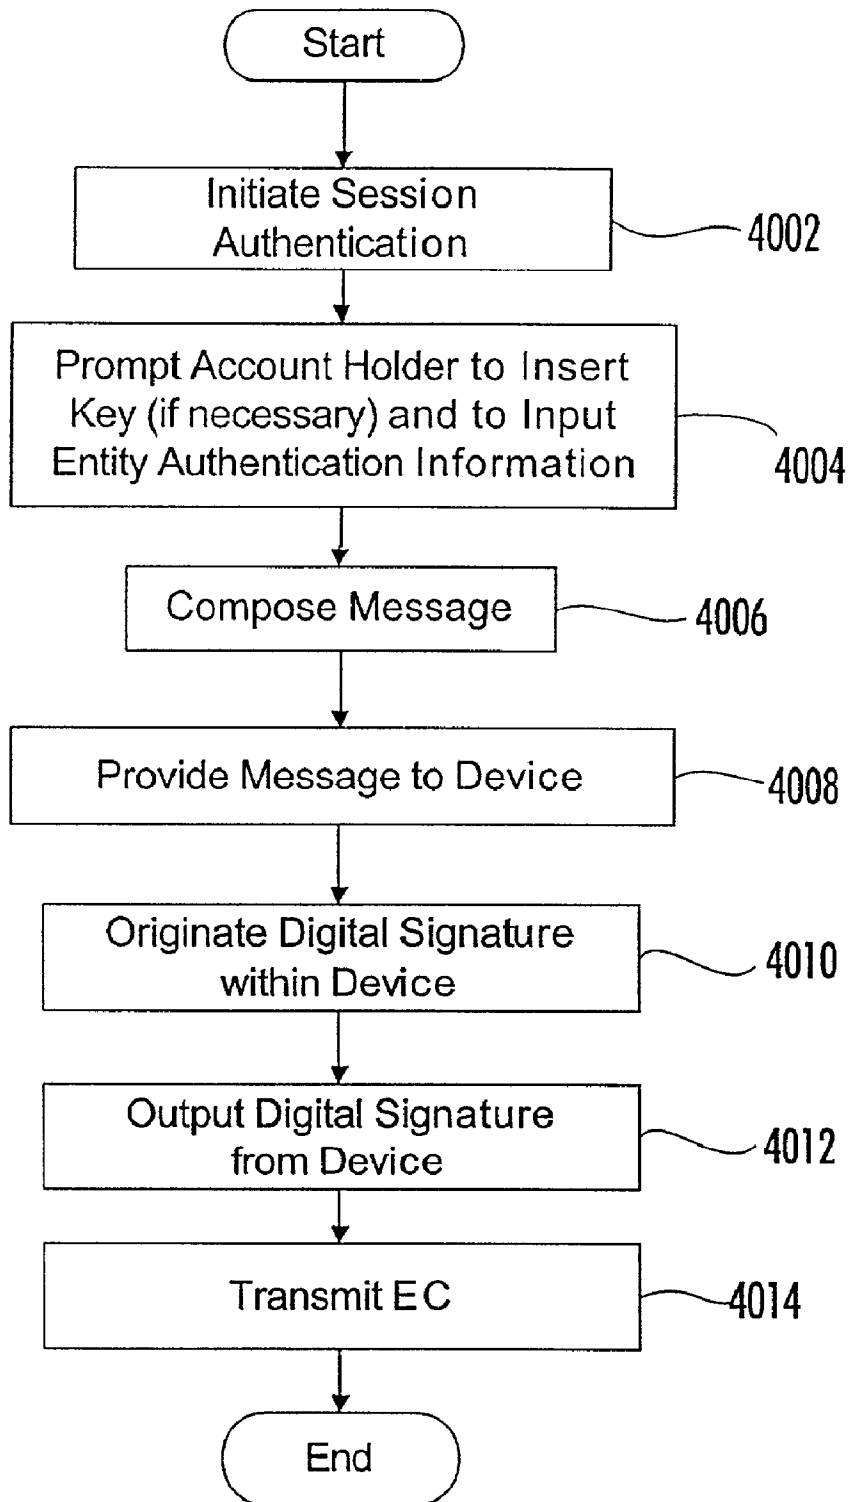 Start
Initiate Session
Authentication
4002
Prompt Account Holder to Insert
Key (if necessary) and to Input
Entity Authentication Information
4004
Compose Message
4006
Provide Message to Device
4008
Originate Digital Signature
within Device
4010
Output Digital Signature
from Device
4012
Transmit EC
4014
End